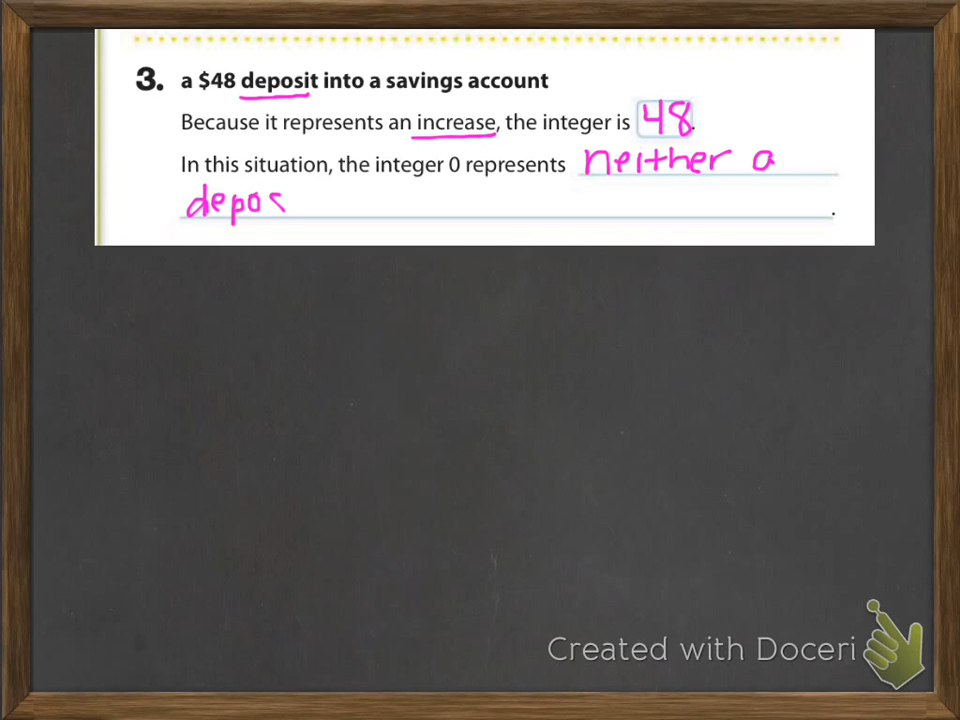 3. a $48 deposit into a savings account
Because it represents an increase, the integer is 48.
In this situation, the integer 0 represents neither a
depos .
Created with Doceri